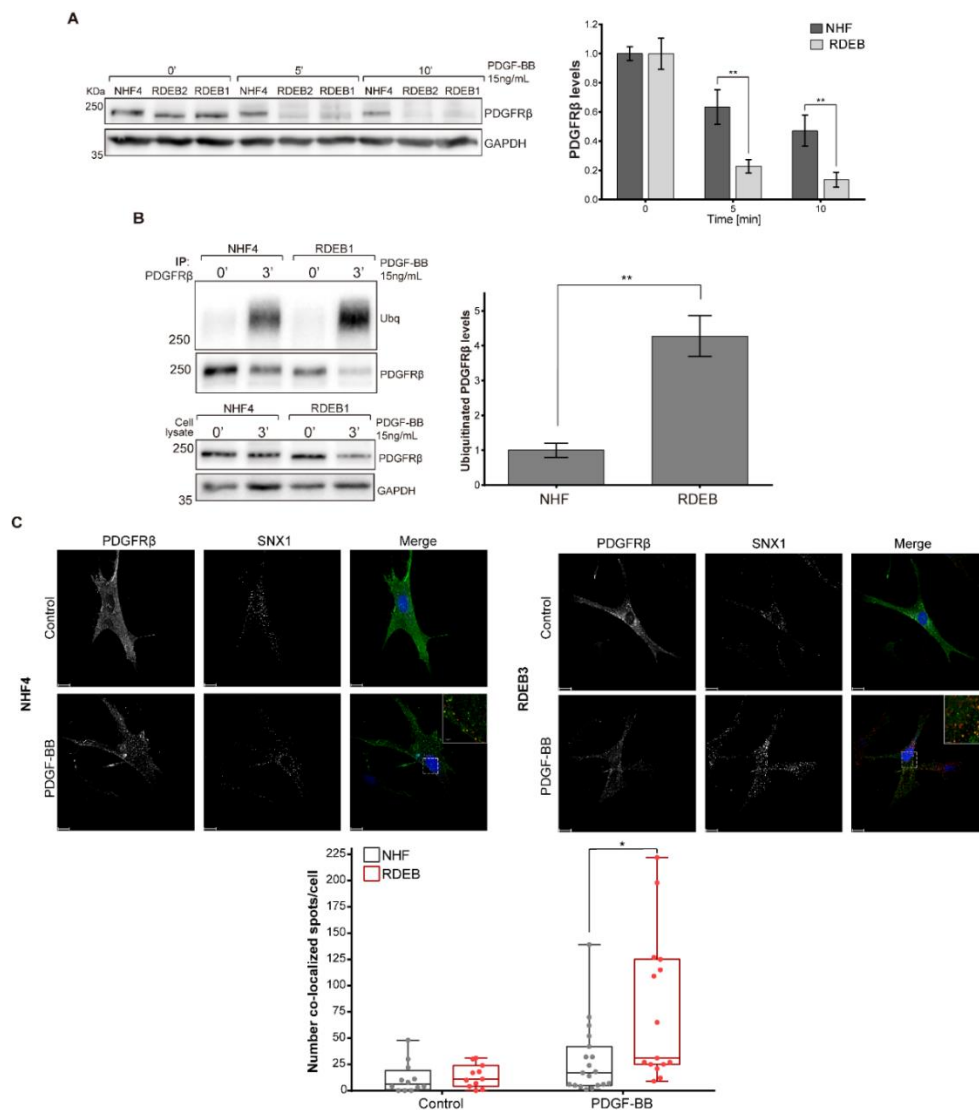 A
PDGF-BB
15ng/mL
0' 5' 10'
KDa NHF4 RDEB2 RDEB1 NHF4 RDEB2 RDEB1 NHF4 RDEB2 RDEB1
250
PDGFRβ
GAPDH
35
NHF
RDEB
PDGFRβ levels
1.2
1.0
0.8
0.6
0.4
0.2
0.0
** **
0 5 10
Time [min]
B
NHF4 RDEB1
IP:
PDGFRβ
0' 3' 0' 3'
PDGF-BB
15ng/mL
Ubq
250
250
PDGFRβ
NHF4 RDEB1
Cell
lysate
0' 3' 0' 3'
PDGF-BB
15ng/mL
250
PDGFRβ
GAPDH
35
Ubiquitinated PDGFRβ levels
5
4
3
2
1
0
**
NHF RDEB
C
PDGFRβ SNX1 Merge
NHF4
Control
PDGF-BB
PDGFRβ SNX1 Merge
RDEB3
Control
PDGF-BB
NHF
RDEB
Number co-localized spots/cell
225
200
175
150
125
100
75
50
25
0
*
Control PDGF-BB